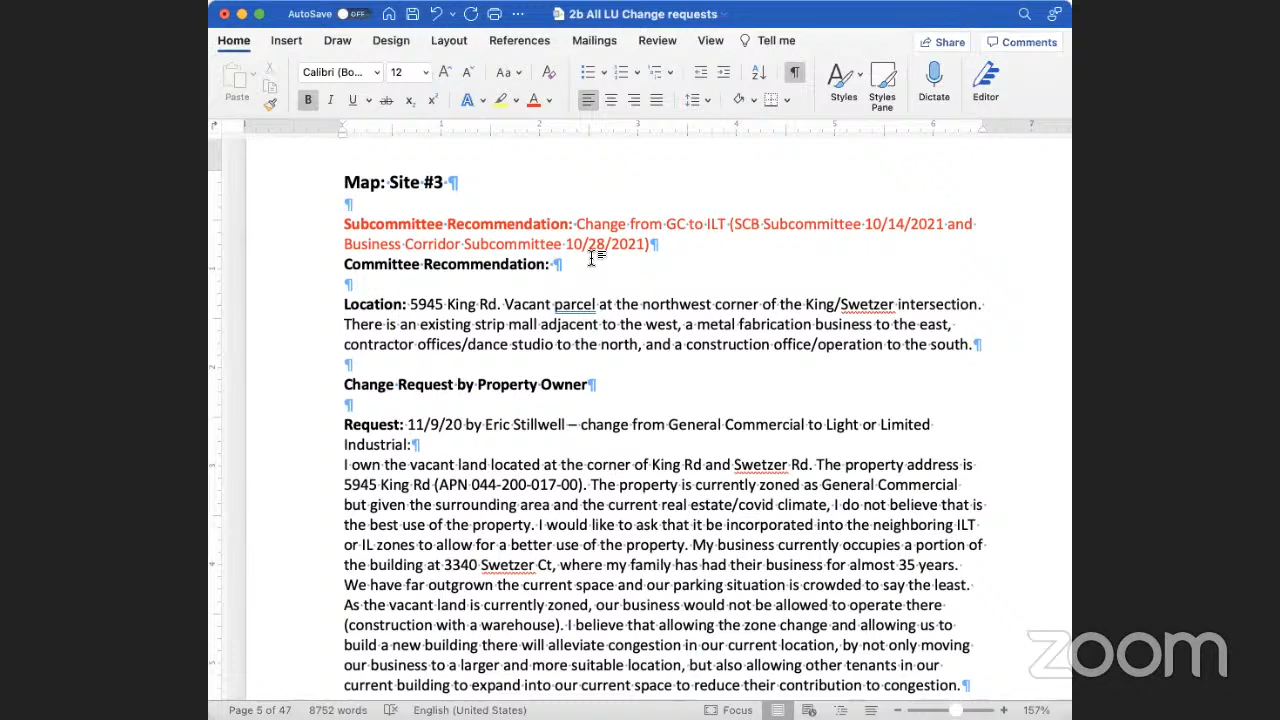 AutoSave OFF 2b All LU Change requests
Home Insert Draw Design Layout References Mailings Review View Tell me Share Comments
Paste Calibri (Bo... 12 Aa Styles Styles Pane Dictate Editor
1 1 2 3 4 5 6 7
Map: Site #3 ¶
¶
Subcommittee Recommendation: Change from GC to ILT (SCB Subcommittee 10/14/2021 and
Business Corridor Subcommittee 10/28/2021)¶
Committee Recommendation: ¶
¶
Location: 5945 King Rd. Vacant parcel at the northwest corner of the King/Swetzer intersection.
There is an existing strip mall adjacent to the west, a metal fabrication business to the east,
contractor offices/dance studio to the north, and a construction office/operation to the south.¶
¶
Change Request by Property Owner¶
¶
Request: 11/9/20 by Eric Stillwell – change from General Commercial to Light or Limited
Industrial:¶
I own the vacant land located at the corner of King Rd and Swetzer Rd. The property address is
5945 King Rd (APN 044-200-017-00). The property is currently zoned as General Commercial
but given the surrounding area and the current real estate/covid climate, I do not believe that is
the best use of the property. I would like to ask that it be incorporated into the neighboring ILT
or IL zones to allow for a better use of the property. My business currently occupies a portion of
the building at 3340 Swetzer Ct, where my family has had their business for almost 35 years.
We have far outgrown the current space and our parking situation is crowded to say the least.
As the vacant land is currently zoned, our business would not be allowed to operate there
(construction with a warehouse). I believe that allowing the zone change and allowing us to
build a new building there will alleviate congestion in our current location, by not only moving
our business to a larger and more suitable location, but also allowing other tenants in our
current building to expand into our current space to reduce their contribution to congestion.¶
zoom
Page 5 of 47 8752 words English (United States) Focus 157%